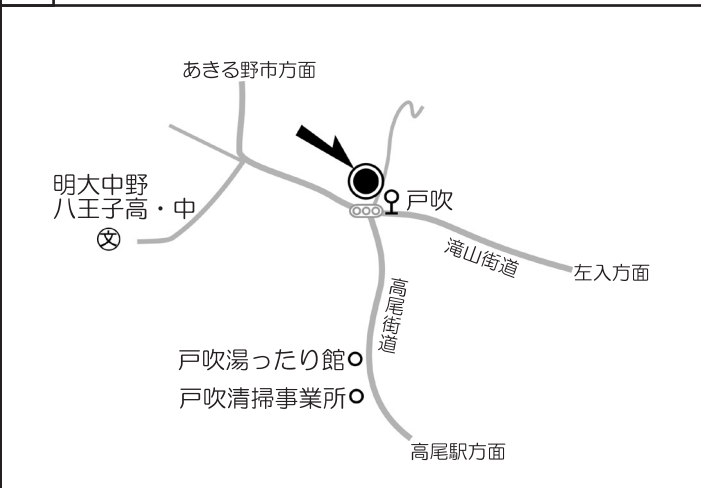 あきる野市方面
明大中野
八王子高・中
文
戸吹
滝山街道
左入方面
高尾街道
戸吹湯ったり館
戸吹清掃事業所
高尾駅方面